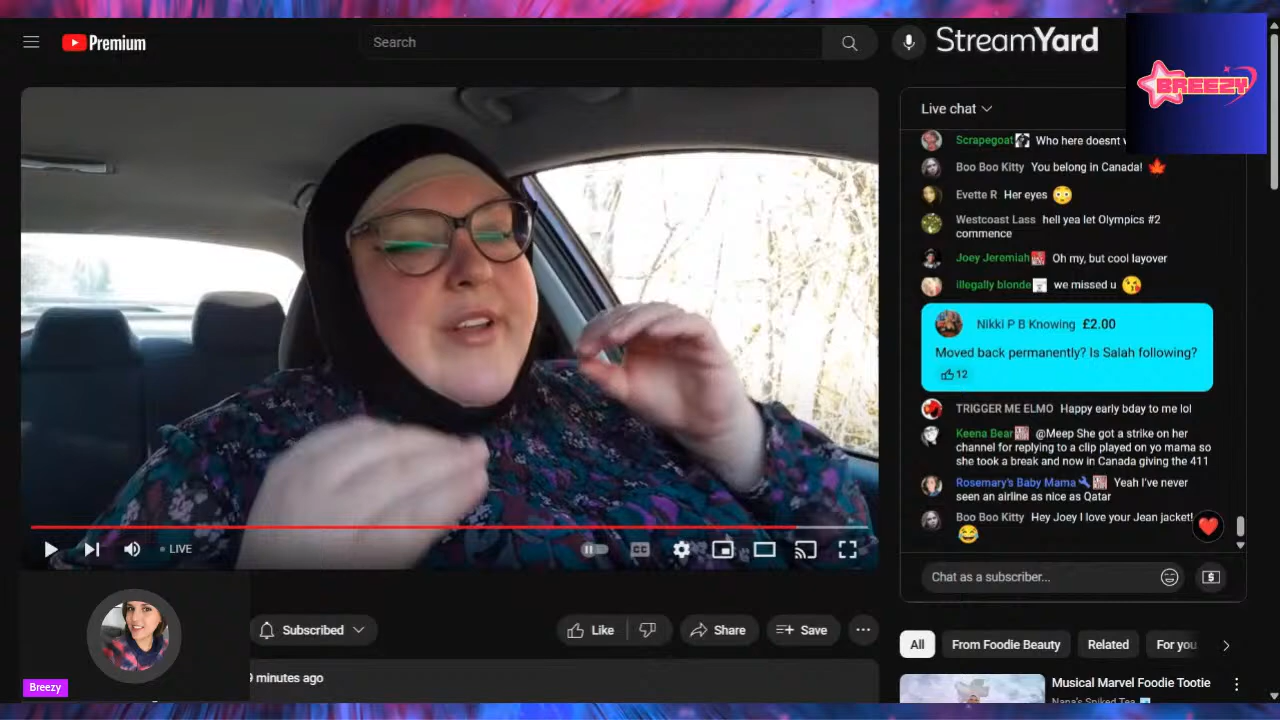 Premium
Search
StreamYard
BREEZY
Live chat
Scrapegoat Who here doesnt
Boo Boo Kitty You belong in Canada!
Evette R Her eyes
Westcoast Lass hell yea let Olympics #2
commence
Joey Jeremiah Oh my, but cool layover
illegally blonde we missed u
Nikki P B Knowing £2.00
Moved back permanently? Is Salah following?
12
TRIGGER ME ELMO Happy early bday to me lol
Keena Bear @Meep She got a strike on her
channel for replying to a clip played on yo mama so
she took a break and now in Canada giving the 411
Rosemary's Baby Mama Yeah I've never
seen an airline as nice as Qatar
Boo Boo Kitty Hey Joey I love your Jean jacket!
LIVE
CC
Chat as a subscriber...
Subscribed
Like
Share
Save
All
From Foodie Beauty
Related
For you
9 minutes ago
Breezy
Musical Marvel Foodie Tootie
Nana's Spiked Tea